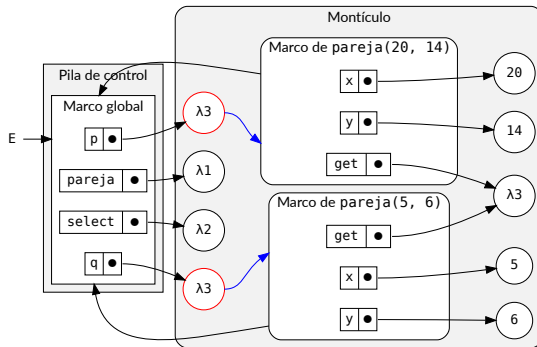 Montículo
Pila de control
Marco global
E
p
pareja
select
q
λ3
λ1
λ2
λ3
Marco de pareja(20, 14)
x
y
get
Marco de pareja(5, 6)
get
x
y
20
14
λ3
5
6